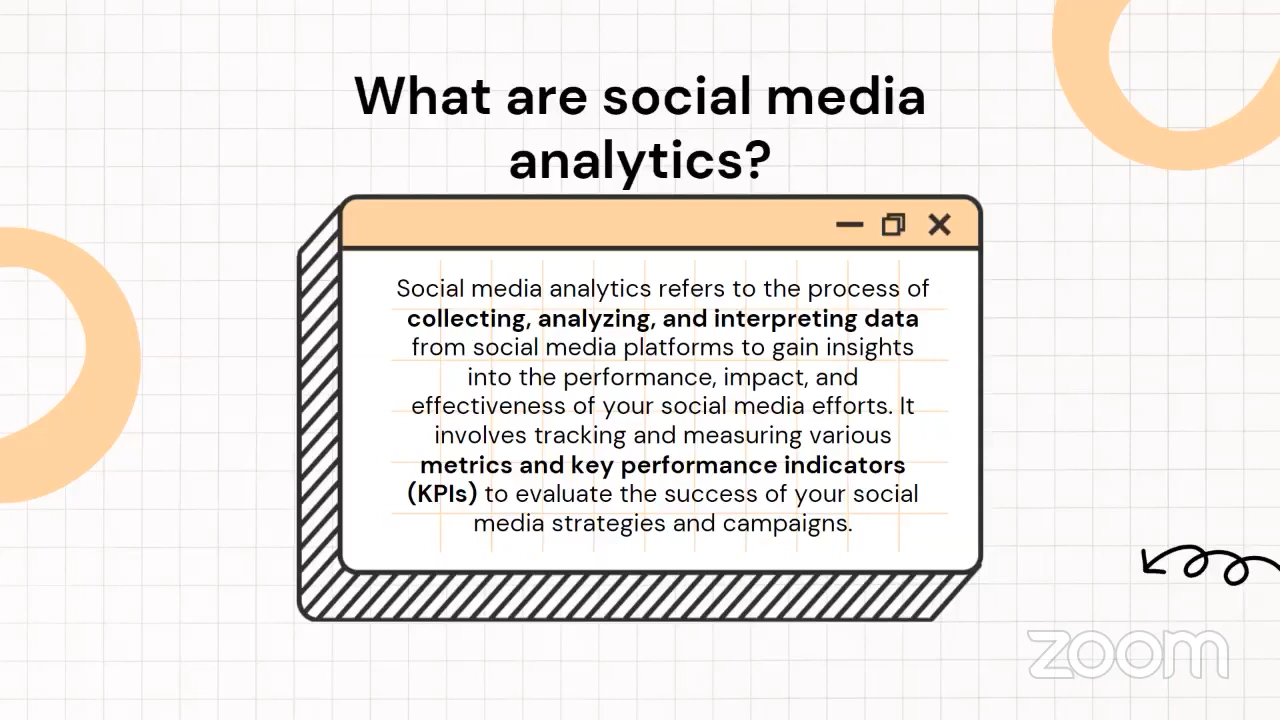 What are social media
analytics?
Social media analytics refers to the process of
collecting, analyzing, and interpreting data
from social media platforms to gain insights
into the performance, impact, and
effectiveness of your social media efforts. It
involves tracking and measuring various
metrics and key performance indicators
(KPIs) to evaluate the success of your social
media strategies and campaigns.
zoom